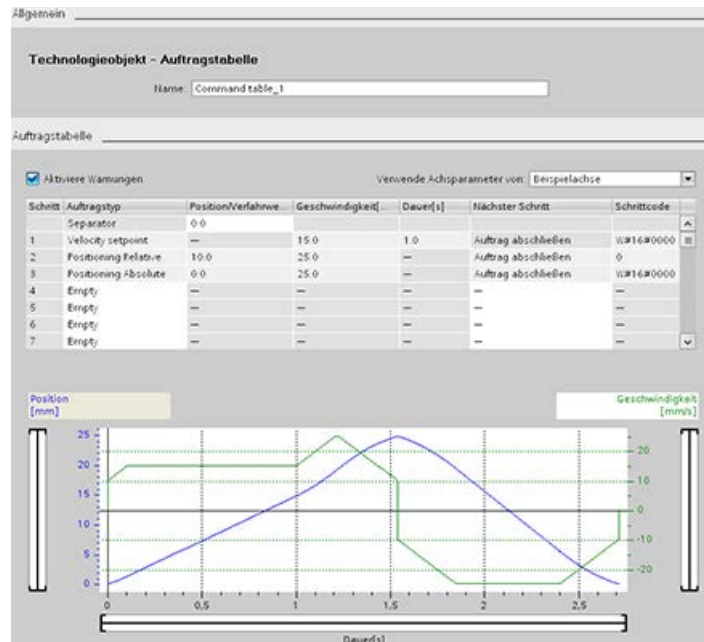 Allgemein
Technologieobjekt - Auftragstabelle
Name: Command table_1
Auftragstabelle
Aktiviere Warnungen Verwende Achsparameter von: Beispielachse
Schritt Auftragstyp Position/Verfahrwe... Geschwindigkeit[... Dauer[s] Nächster Schritt Schrittcode
Separator 0.0
1 Velocity setpoint — 15.0 1.0 Auftrag abschließen W#16#0000
2 Positioning Relative 10.0 25.0 — Auftrag abschließen 0
3 Positioning Absolute 0.0 25.0 — Auftrag abschließen W#16#0000
4 Empty — — — — —
5 Empty — — — — —
6 Empty — — — — —
7 Empty — — — — —
Position
[mm]
Geschwindigkeit
[mm/s]
25
20 20
15 10
0
10 -10
5 -20
0
0 0,5 1 1,5 2 2,5
Dauer[s]